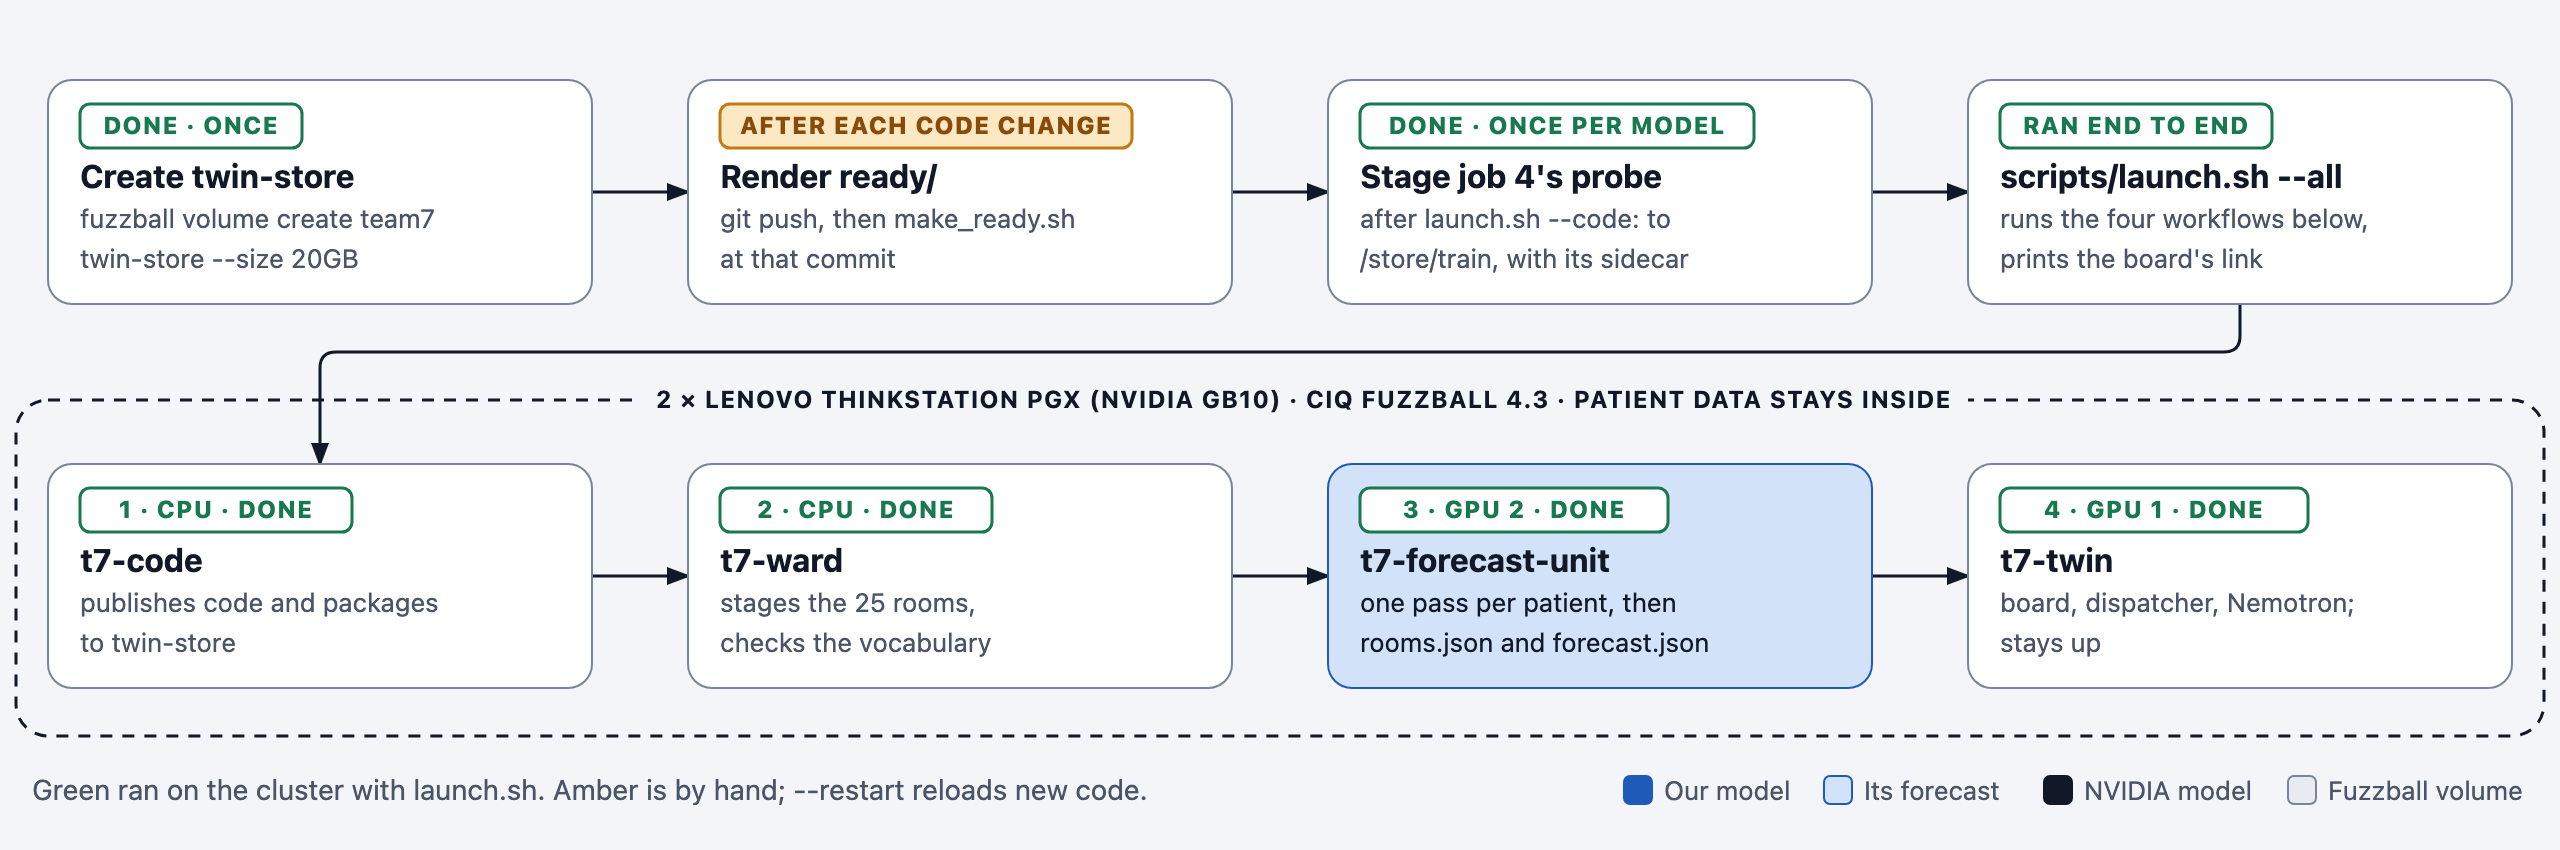 DONE · ONCE
Create twin-store
fuzzball volume create team7
twin-store --size 20GB
AFTER EACH CODE CHANGE
Render ready/
git push, then make_ready.sh
at that commit
DONE · ONCE PER MODEL
Stage job 4's probe
after launch.sh --code: to
/store/train, with its sidecar
RAN END TO END
scripts/launch.sh --all
runs the four workflows below,
prints the board's link
2 × LENOVO THINKSTATION PGX (NVIDIA GB10) · CIQ FUZZBALL 4.3 · PATIENT DATA STAYS INSIDE
1 · CPU · DONE
t7-code
publishes code and packages
to twin-store
2 · CPU · DONE
t7-ward
stages the 25 rooms,
checks the vocabulary
3 · GPU 2 · DONE
t7-forecast-unit
one pass per patient, then
rooms.json and forecast.json
4 · GPU 1 · DONE
t7-twin
board, dispatcher, Nemotron;
stays up
Green ran on the cluster with launch.sh. Amber is by hand; --restart reloads new code.
Our model
Its forecast
NVIDIA model
Fuzzball volume